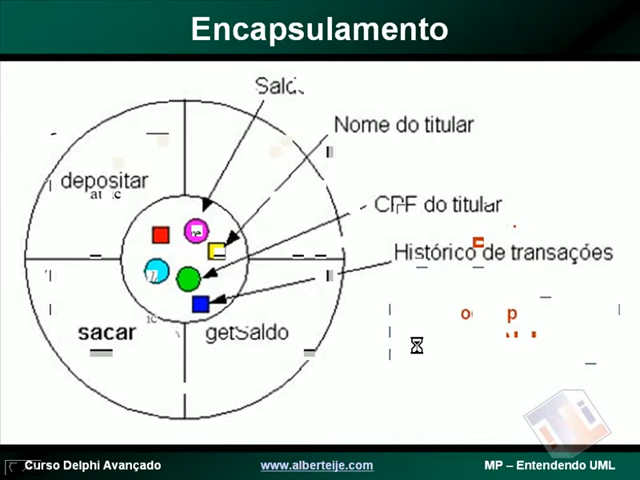 Encapsulamento
Nome do titular
depositar
CPF do titular
Histórico de transações
sacar
getSaldo
Curso Delphi Avançado
www.alberteije.com
MP – Entendendo UML